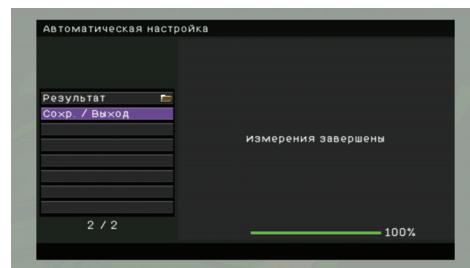 Автоматическая настройка
Результат
Сохр. / Выход
измерения завершены
2 / 2
100%